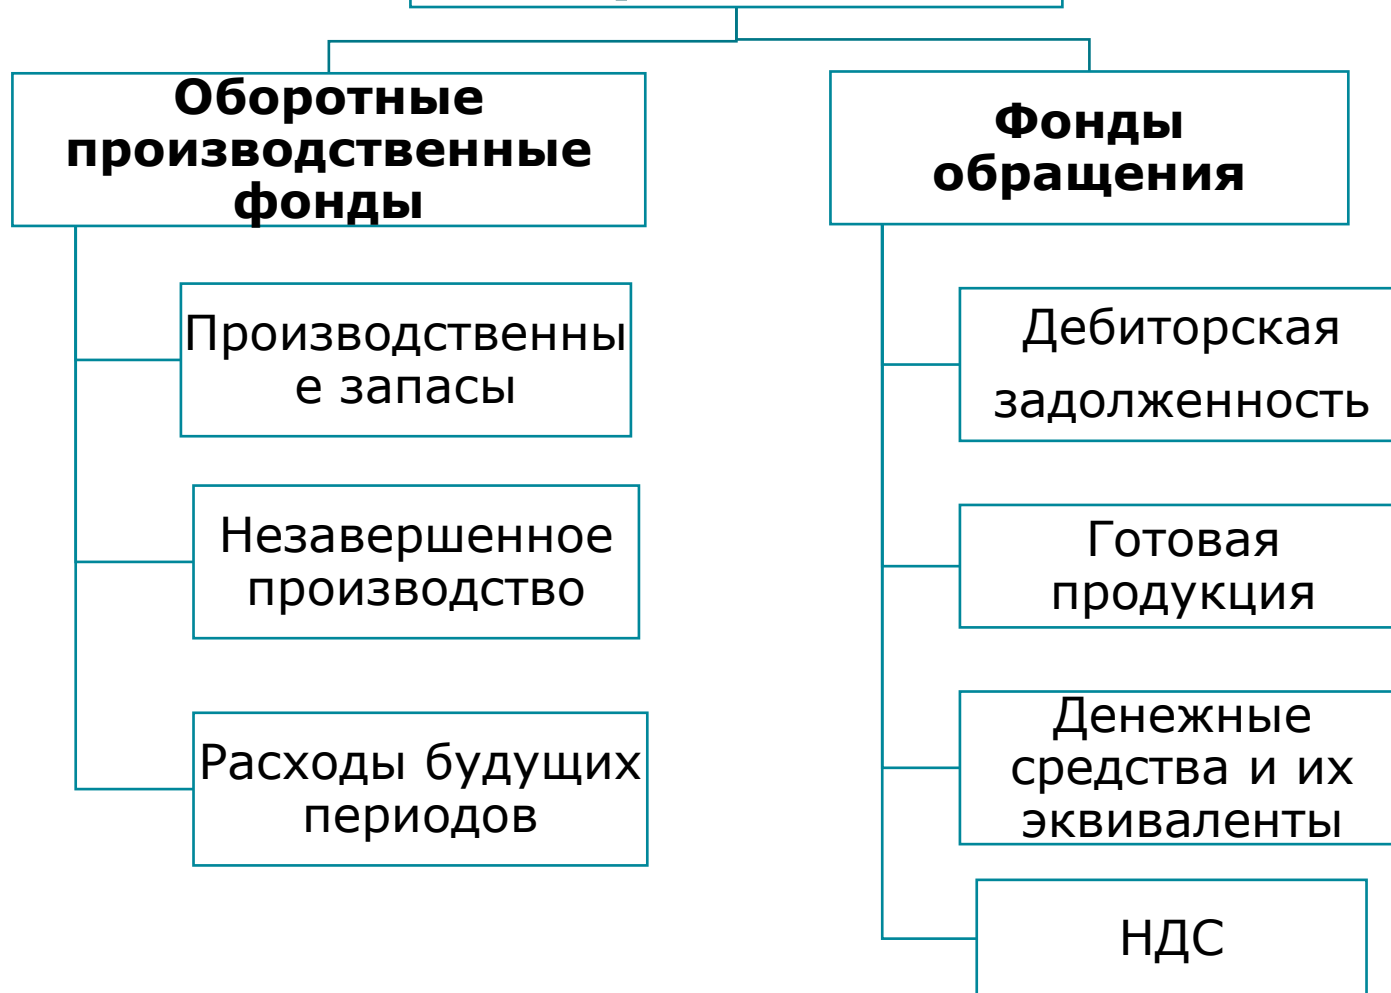 Оборотные
производственные
фонды
Производственны
е запасы
Незавершенное
производство
Расходы будущих
периодов
Фонды
обращения
Дебиторская
задолженность
Готовая
продукция
Денежные
средства и их
эквиваленты
НДС